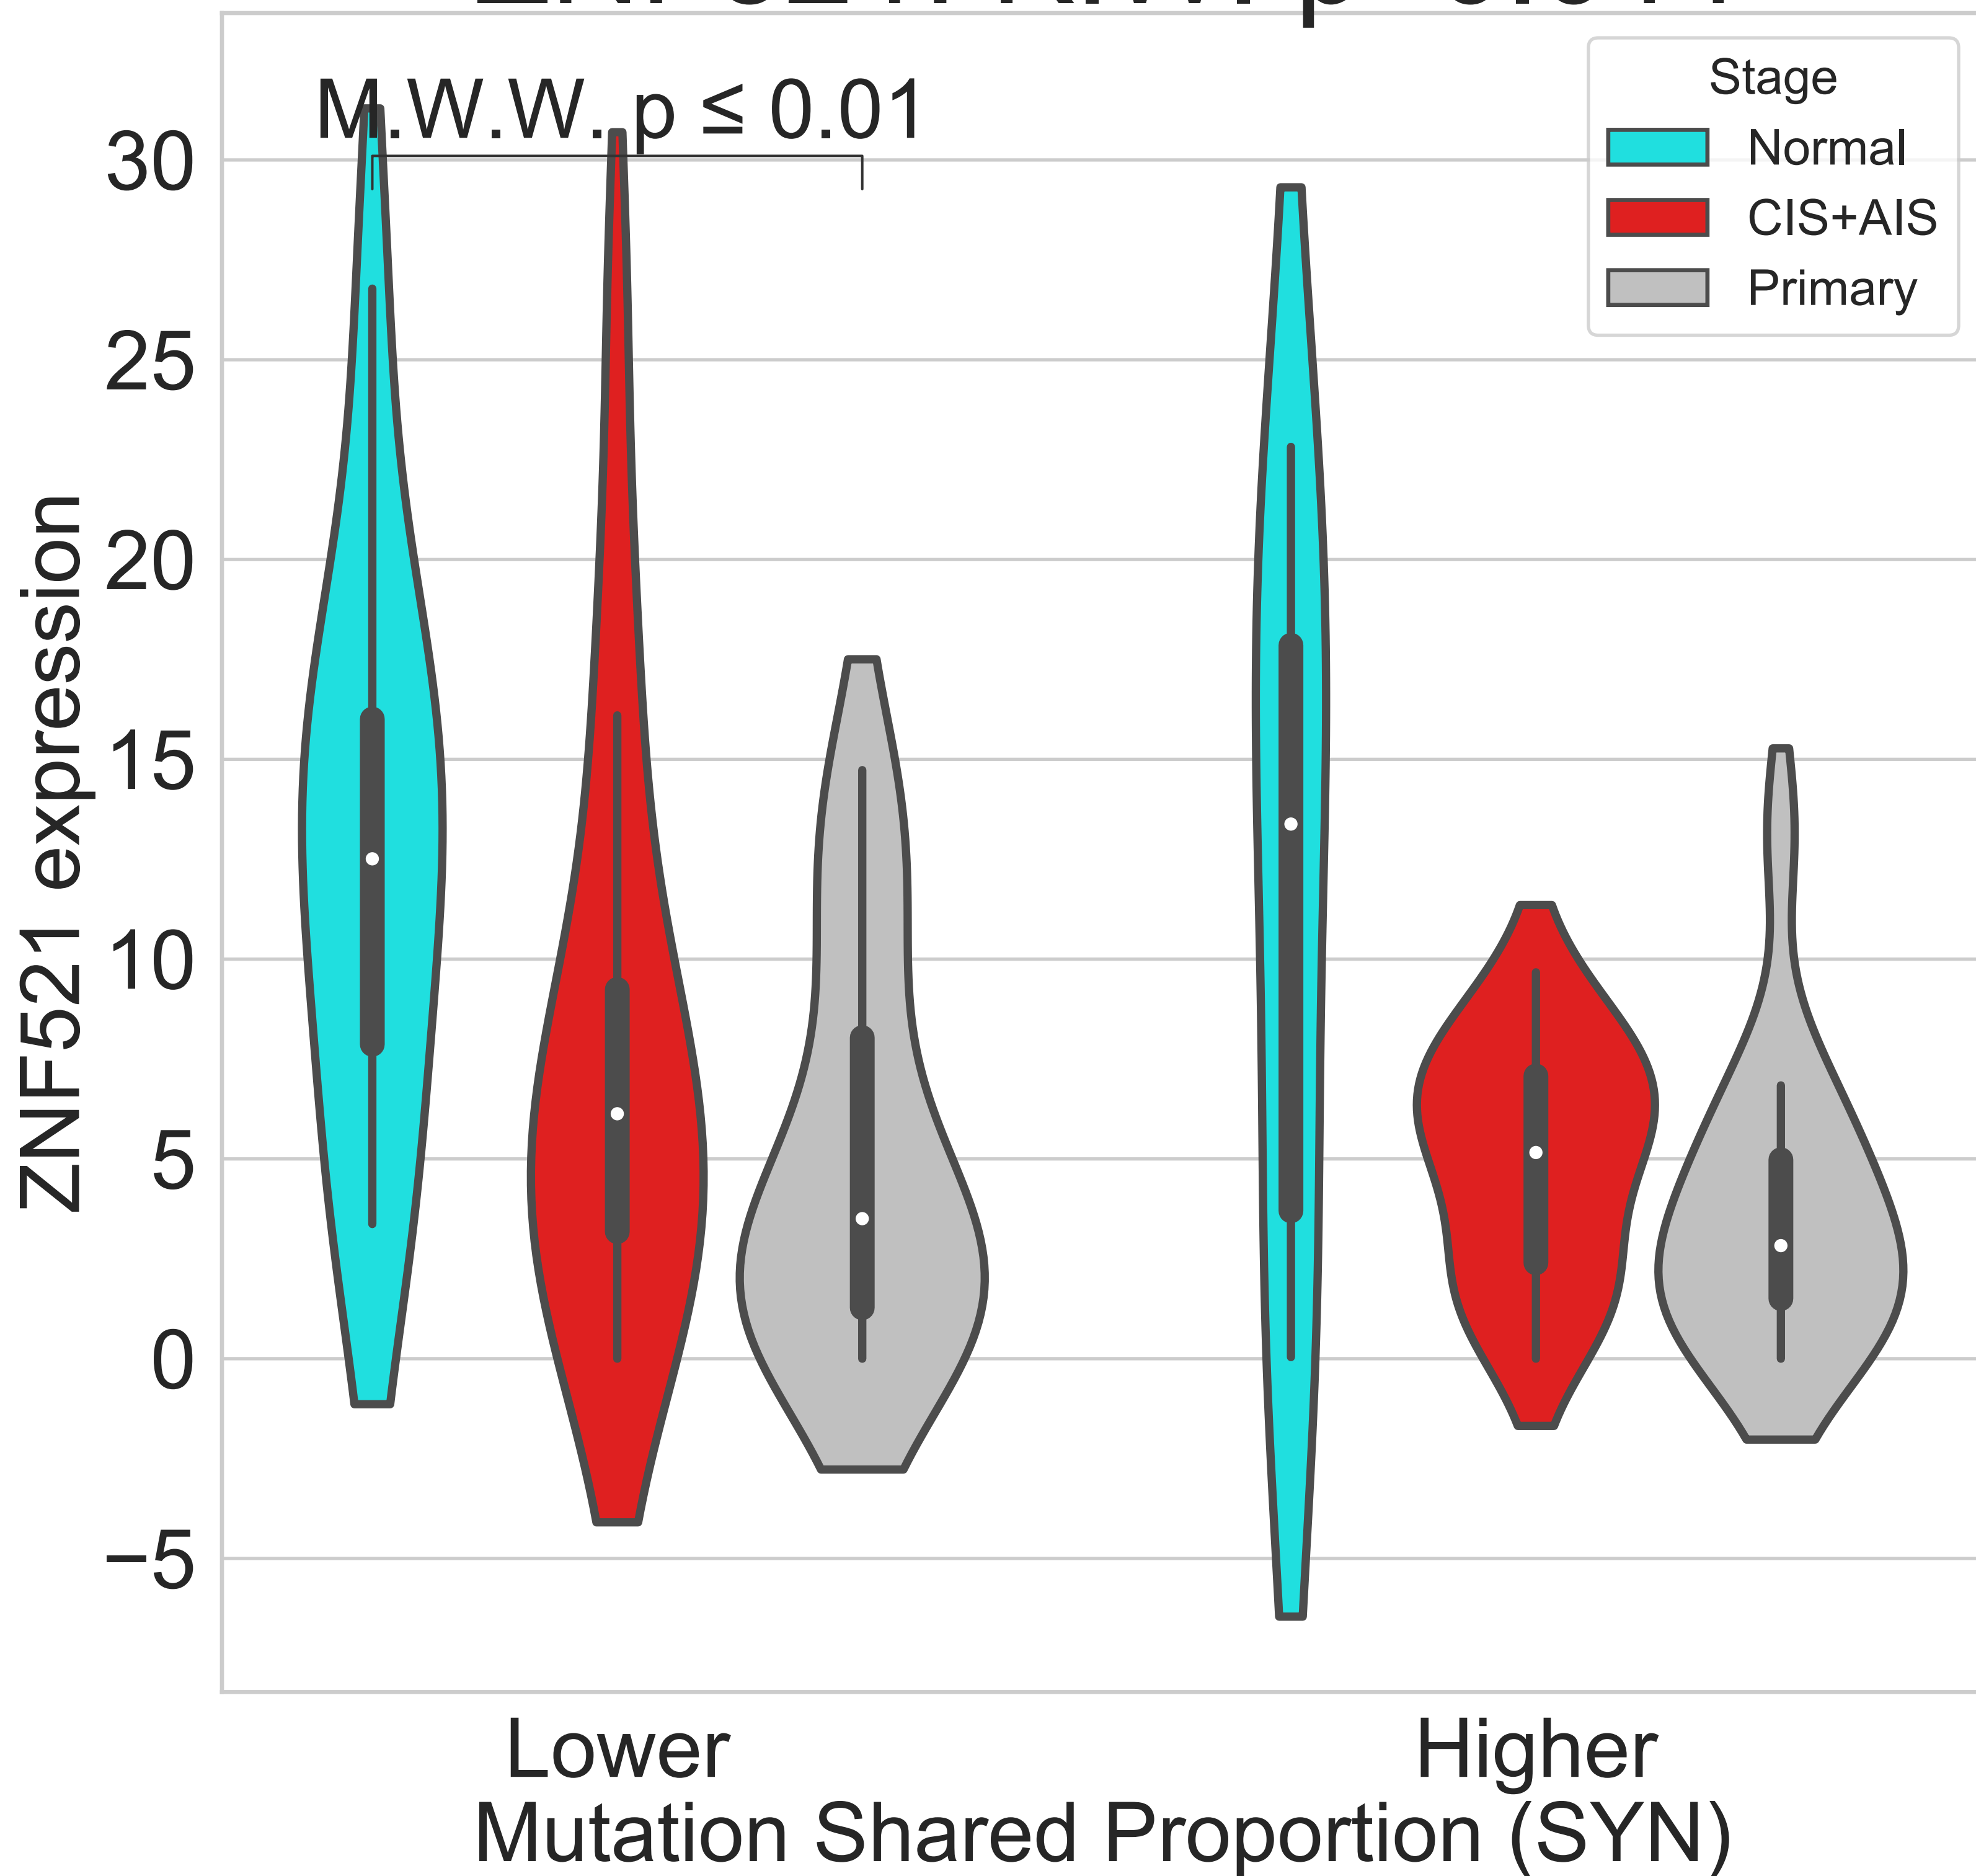 M.W.W. p ≤ 0.01
Stage
Normal
CIS+AIS
Primary
30
25
20
15
10
5
0
−5
ZNF521 expression
Lower
Higher
Mutation Shared Proportion (SYN)